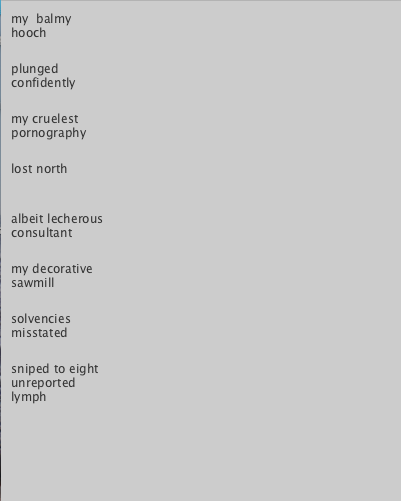 my  balmy
hooch
plunged
confidently
my cruelest
pornography
lost north
albeit lecherous
consultant
my decorative
sawmill
solvencies
misstated
sniped to eight
unreported
lymph